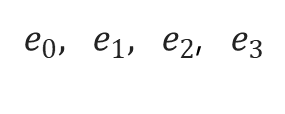 e₀, e₁, e₂, e₃